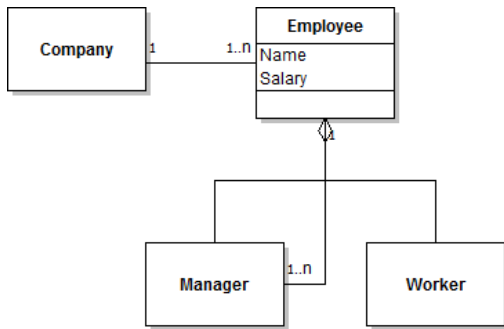 Company
1
1..n
Employee
Name
Salary
1
Manager
1..n
Worker